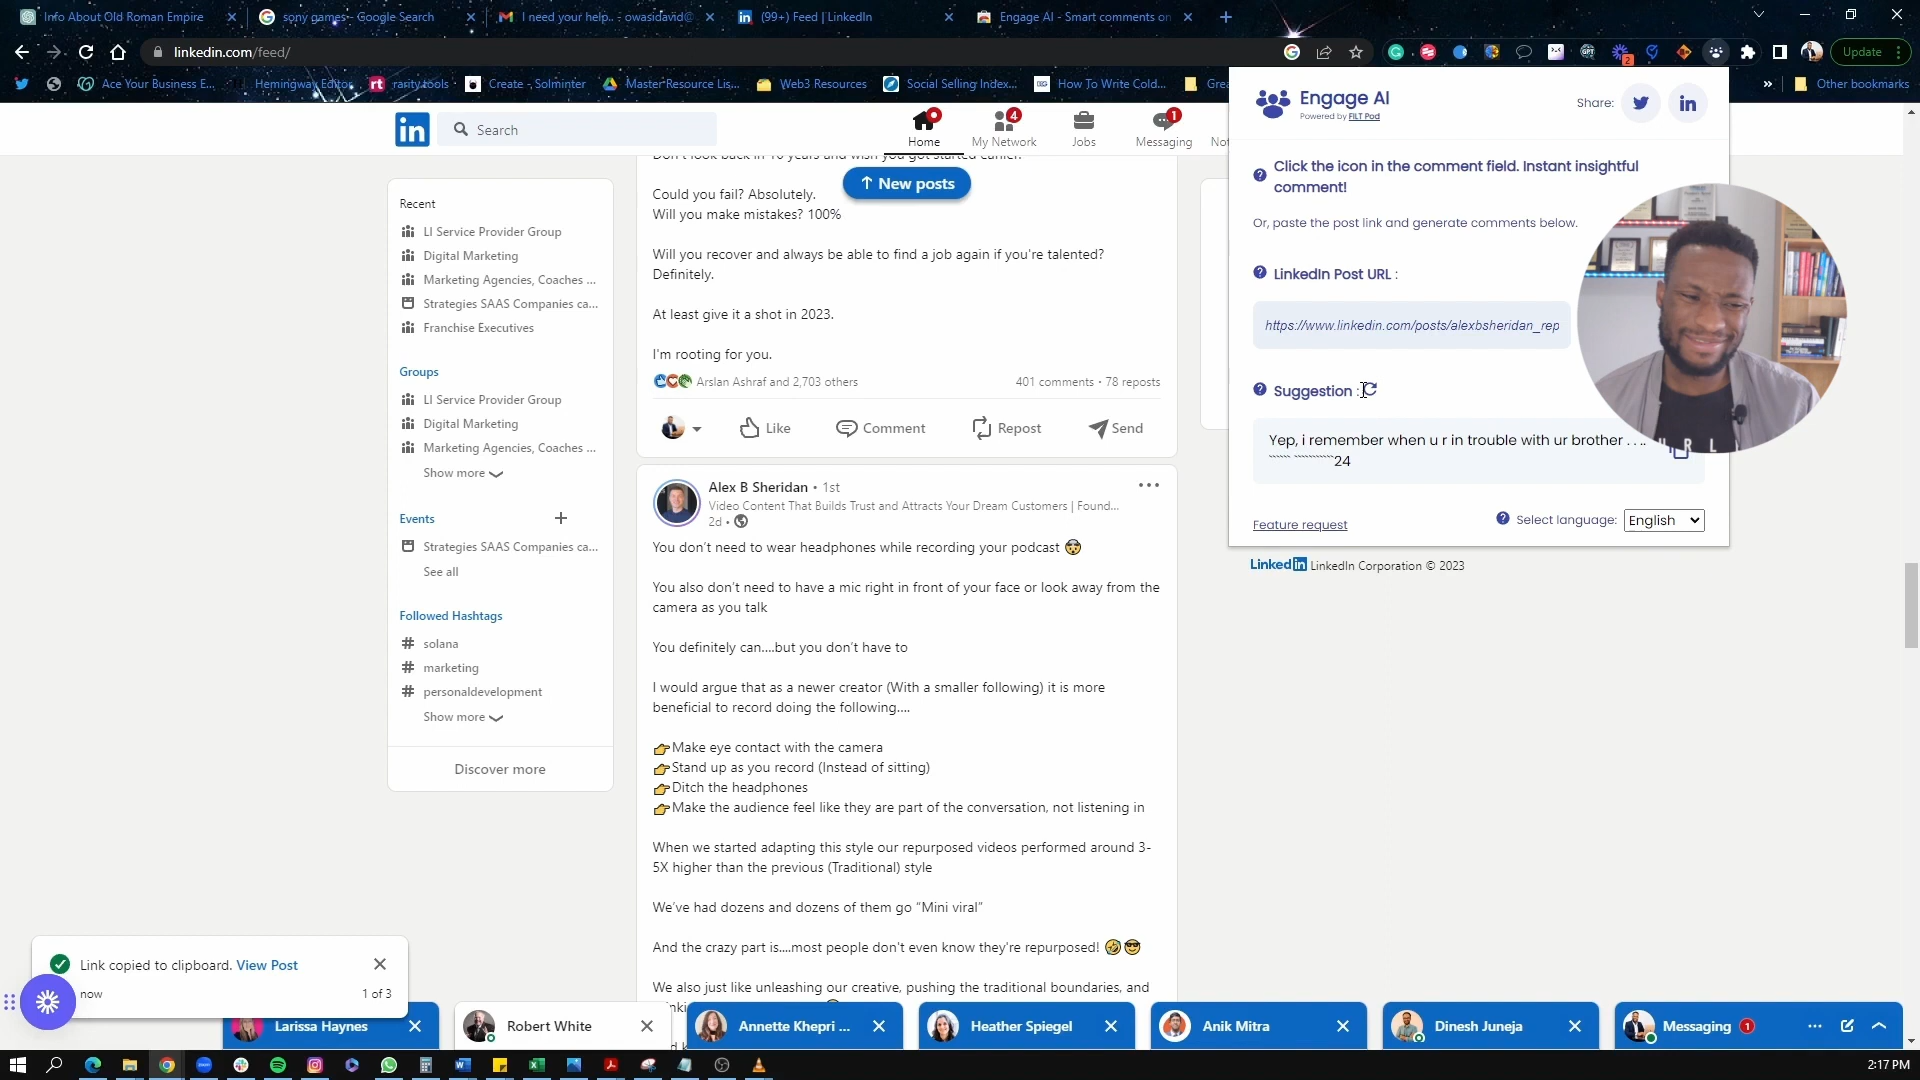 Info About Old Roman Empire
sony games - Google Search
I need your help.. - owasidavid@
(99+) Feed | LinkedIn
Engage AI - Smart comments on
linkedin.com/feed/
Update
Ace Your Business E...
Hemingway Editor
rarity.tools
Create - Solminter
Master Resource Lis...
Web3 Resources
Social Selling Index...
How To Write Cold...
Other bookmarks
Search
Home
4
My Network
Jobs
1
Messaging
New posts
Recent
LI Service Provider Group
Digital Marketing
Marketing Agencies, Coaches ...
Strategies SAAS Companies ca...
Franchise Executives
Groups
LI Service Provider Group
Digital Marketing
Marketing Agencies, Coaches ...
Show more
Events
Strategies SAAS Companies ca...
See all
Followed Hashtags
# solana
# marketing
# personaldevelopment
Show more
Discover more
Don't look back in 10 years and wish you got started earlier.
Could you fail? Absolutely.
Will you make mistakes? 100%
Will you recover and always be able to find a job again if you're talented?
Definitely.
At least give it a shot in 2023.
I'm rooting for you.
Arslan Ashraf and 2,703 others
401 comments • 78 reposts
Like
Comment
Repost
Send
Alex B Sheridan • 1st
Video Content That Builds Trust and Attracts Your Dream Customers | Found...
2d •
You don't need to wear headphones while recording your podcast 🤯
You also don't need to have a mic right in front of your face or look away from the
camera as you talk
You definitely can....but you don't have to
I would argue that as a newer creator (With a smaller following) it is more
beneficial to record doing the following....
👉Make eye contact with the camera
👉Stand up as you record (Instead of sitting)
👉Ditch the headphones
👉Make the audience feel like they are part of the conversation, not listening in
When we started adapting this style our repurposed videos performed around 3-
5X higher than the previous (Traditional) style
We've had dozens and dozens of them go “Mini viral”
And the crazy part is....most people don't even know they're repurposed! 🤣😎
We also just like unleashing our creative, pushing the traditional boundaries, and
Engage AI
Powered by FILT Pod
Share:
Click the icon in the comment field. Instant insightful
comment!
Or, paste the post link and generate comments below.
LinkedIn Post URL :
https://www.linkedin.com/posts/alexbsheridan_rep
Suggestion :
Yep, i remember when u r in trouble with ur brother . . ..
`````` ``````````24
Feature request
Select language:
English
LinkedIn LinkedIn Corporation © 2023
Link copied to clipboard. View Post
now
1 of 3
Larissa Haynes
Robert White
Annette Khepri ...
Heather Spiegel
Anik Mitra
Dinesh Juneja
Messaging 1
2:17 PM